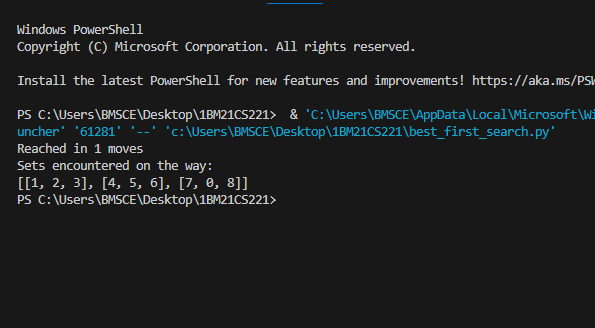 Windows PowerShell
Copyright (C) Microsoft Corporation. All rights reserved.
Install the latest PowerShell for new features and improvements! https://aka.ms/PSW
PS C:\Users\BMSCE\Desktop\1BM21CS221>  & 'C:\Users\BMSCE\AppData\Local\Microsoft\Wi
uncher' '61281' '--' 'c:\Users\BMSCE\Desktop\1BM21CS221\best_first_search.py'
Reached in 1 moves
Sets encountered on the way:
[[1, 2, 3], [4, 5, 6], [7, 0, 8]]
PS C:\Users\BMSCE\Desktop\1BM21CS221>